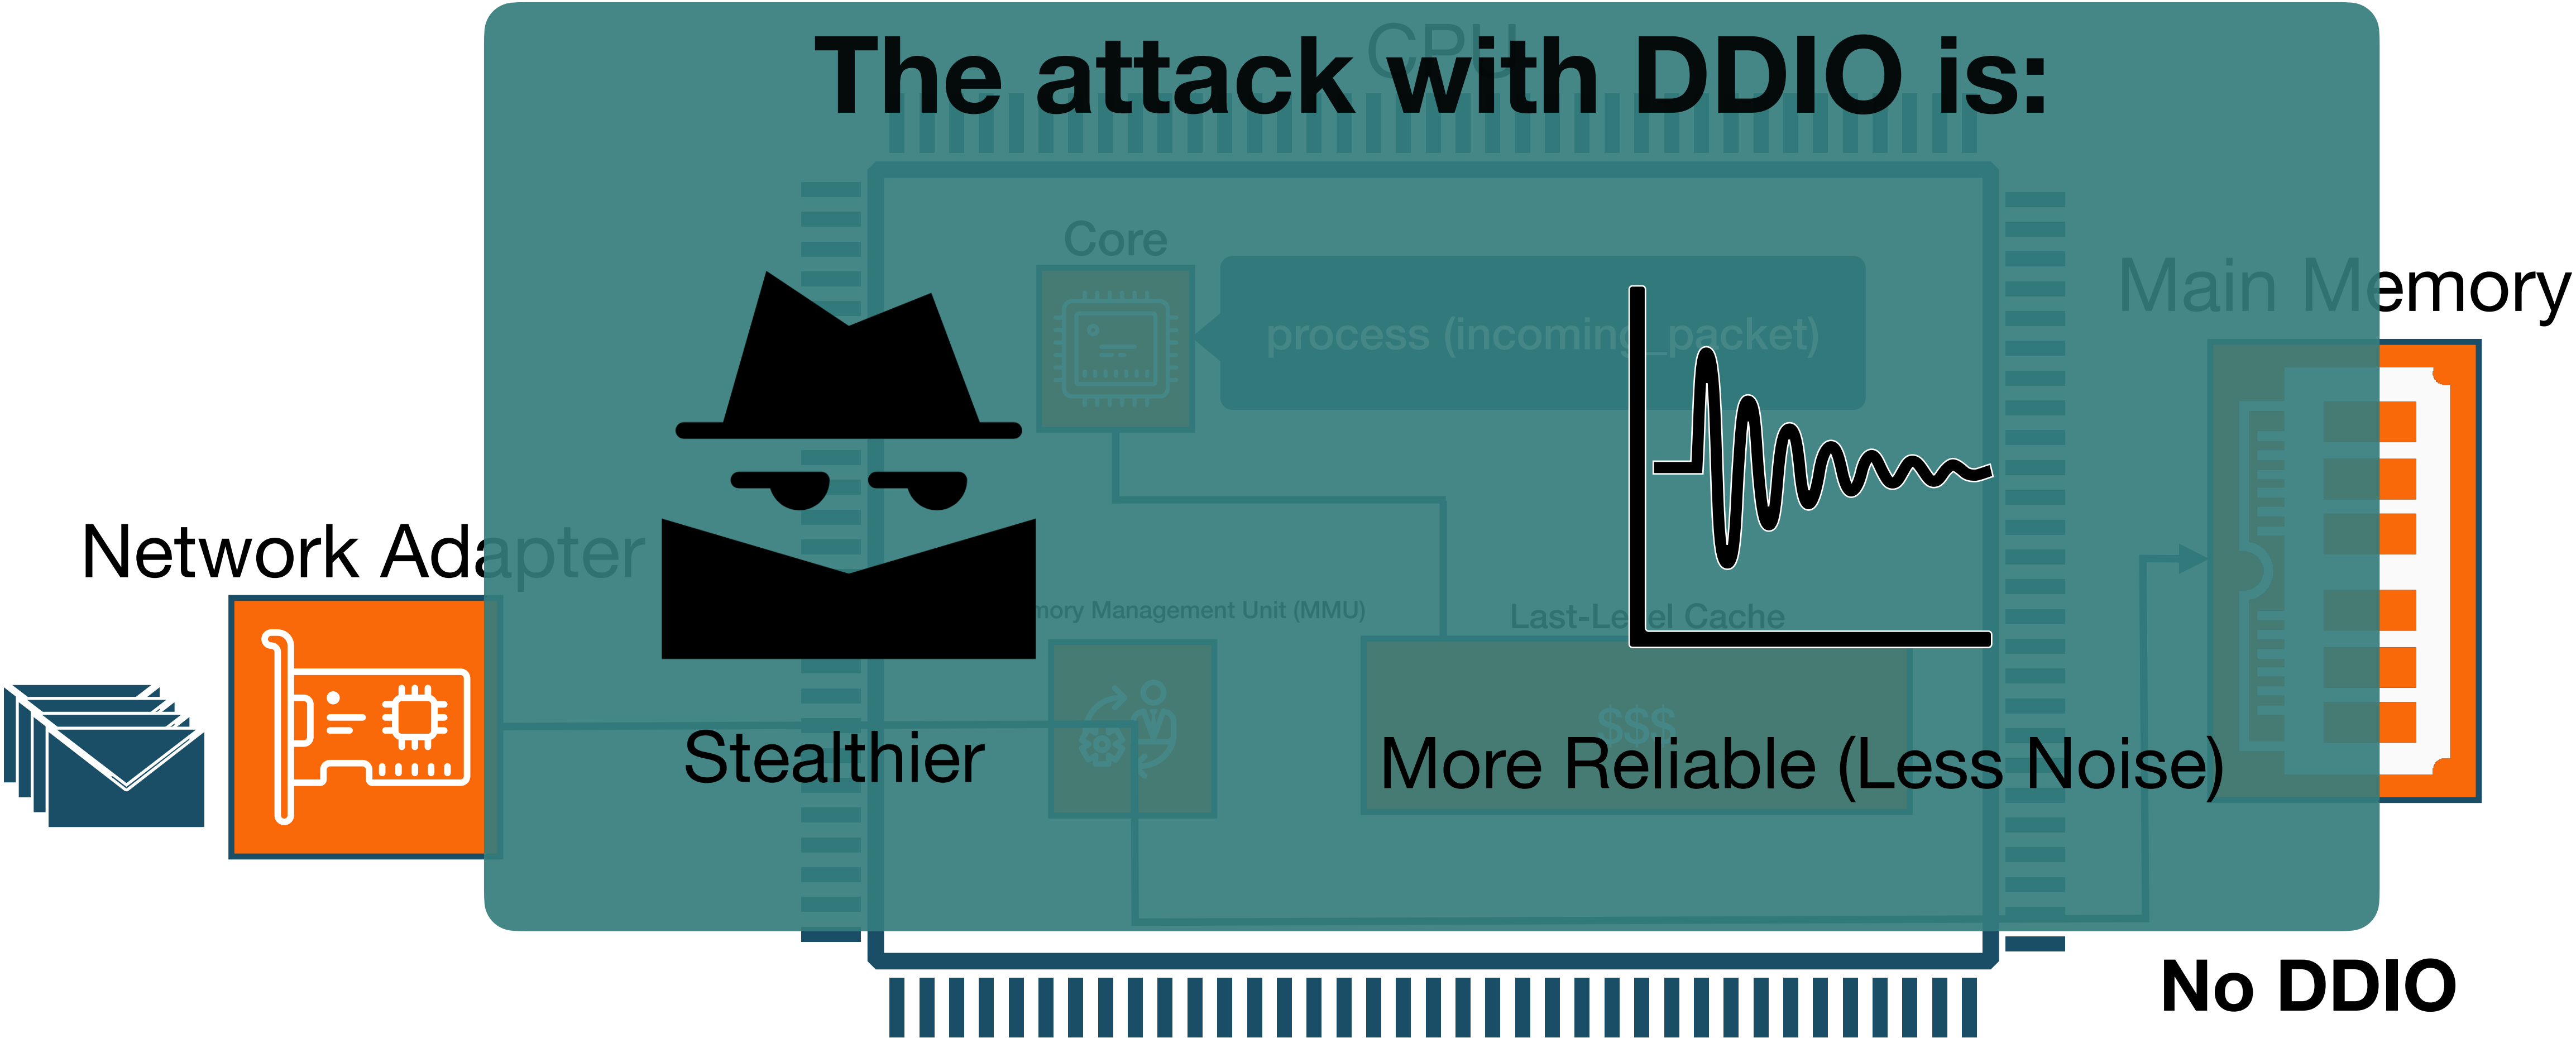 CPU
The attack with DDIO is:
Core
process (incoming_packet)
Main Memory
Network Adapter
mory Management Unit (MMU)
Last-Level Cache
$$$
Stealthier
More Reliable (Less Noise)
No DDIO